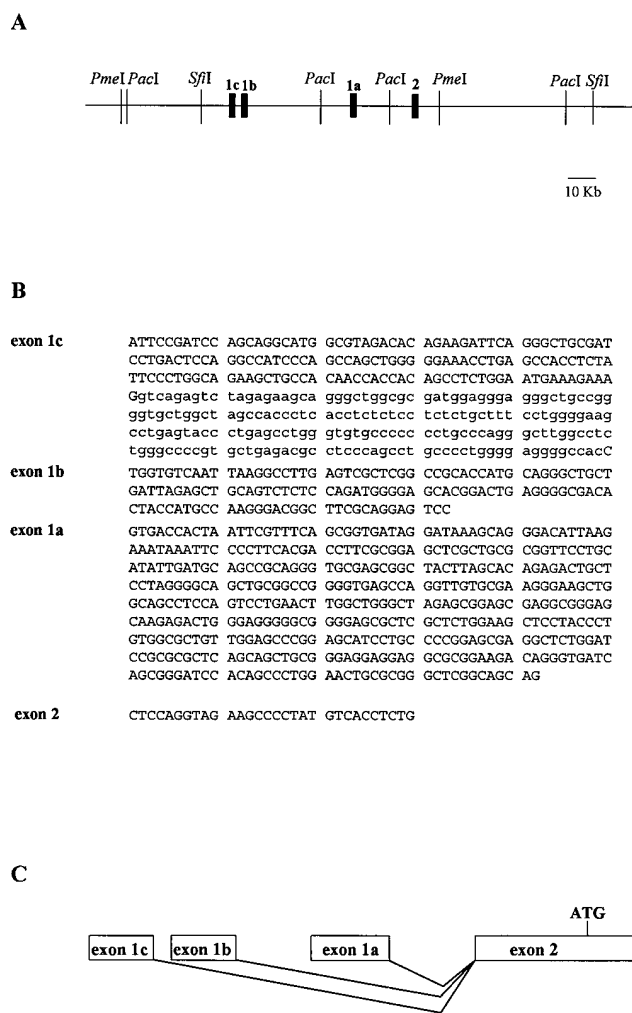 A
PmeI PacI SfiI 1c 1b PacI 1a PacI 2 PmeI PacI SfiI
10 Kb
B
exon 1c ATTCCGATCC AGCAGGCATG GCGTAGACAC AGAAGATTCA GGGCTGCGAT
CCTGACTCCA GGCCATCCCA GCCAGCTGGG GGAAACCTGA GCCACCTCTA
TTCCCTGGCA GAAGCTGCCA CAACCACCAC AGCCTCTGGA ATGAAAGAAA
Ggtcagagtc tagagaagca gggctggcgc gatggaggga gggctgccgg
ggtgctggct agccaccctc acctctctcc tctctgcttt cctggggaag
cctgagtacc ctgagcctgg gtgtgccccc cctgcccagg gcttggcctc
tgggccccgt gctgagacgc ctcccagcct gcccctgggg aggggccacC
exon 1b TGGTGTCAAT TAAGGCCTTG AGTCGCTCGG CCGCACCATG CAGGGCTGCT
GATTAGAGCT GCAGTCTCTC CAGATGGGGA GCACGGACTG AGGGGCGACA
CTACCATGCC AAGGGACGGC TTCGCAGGAG TCC
exon 1a GTGACCACTA ATTCGTTTCA GCGGTGATAG GATAAAGCAG GGACATTAAG
AAATAAATTC CCCTTCACGA CCTTCGCGGA GCTCGCTGCG CGGTTCCTGC
ATATTGATGC AGCCGCAGGG TGCGAGCGGC TACTTAGCAC AGAGACTGCT
CCTAGGGGCA GCTGCGGCCG GGGTGAGCCA GGTTGTGCGA AGGGAAGCTG
GCAGCCTCCA GTCCTGAACT TGGCTGGGCT AGAGCGGAGC GAGGCGGGAG
CAAGAGACTG GGAGGGGGCG GGGAGCGCTC GCTCTGGAAG CTCCTACCCT
GTGGCGCTGT TGGAGCCCGG AGCATCCTGC CCCGGAGCGA GGCTCTGGAT
CCGCGCGCTC AGCAGCTGCG GGAGGAGGAG GCGCGGAAGA CAGGGTGATC
AGCGGGATCC ACAGCCCTGG AACTGCGCGG GCTCGGCAGC AG
exon 2 CTCCAGGTAG AAGCCCCTAT GTCACCTCTG
C
ATG
exon 1c exon 1b exon 1a exon 2